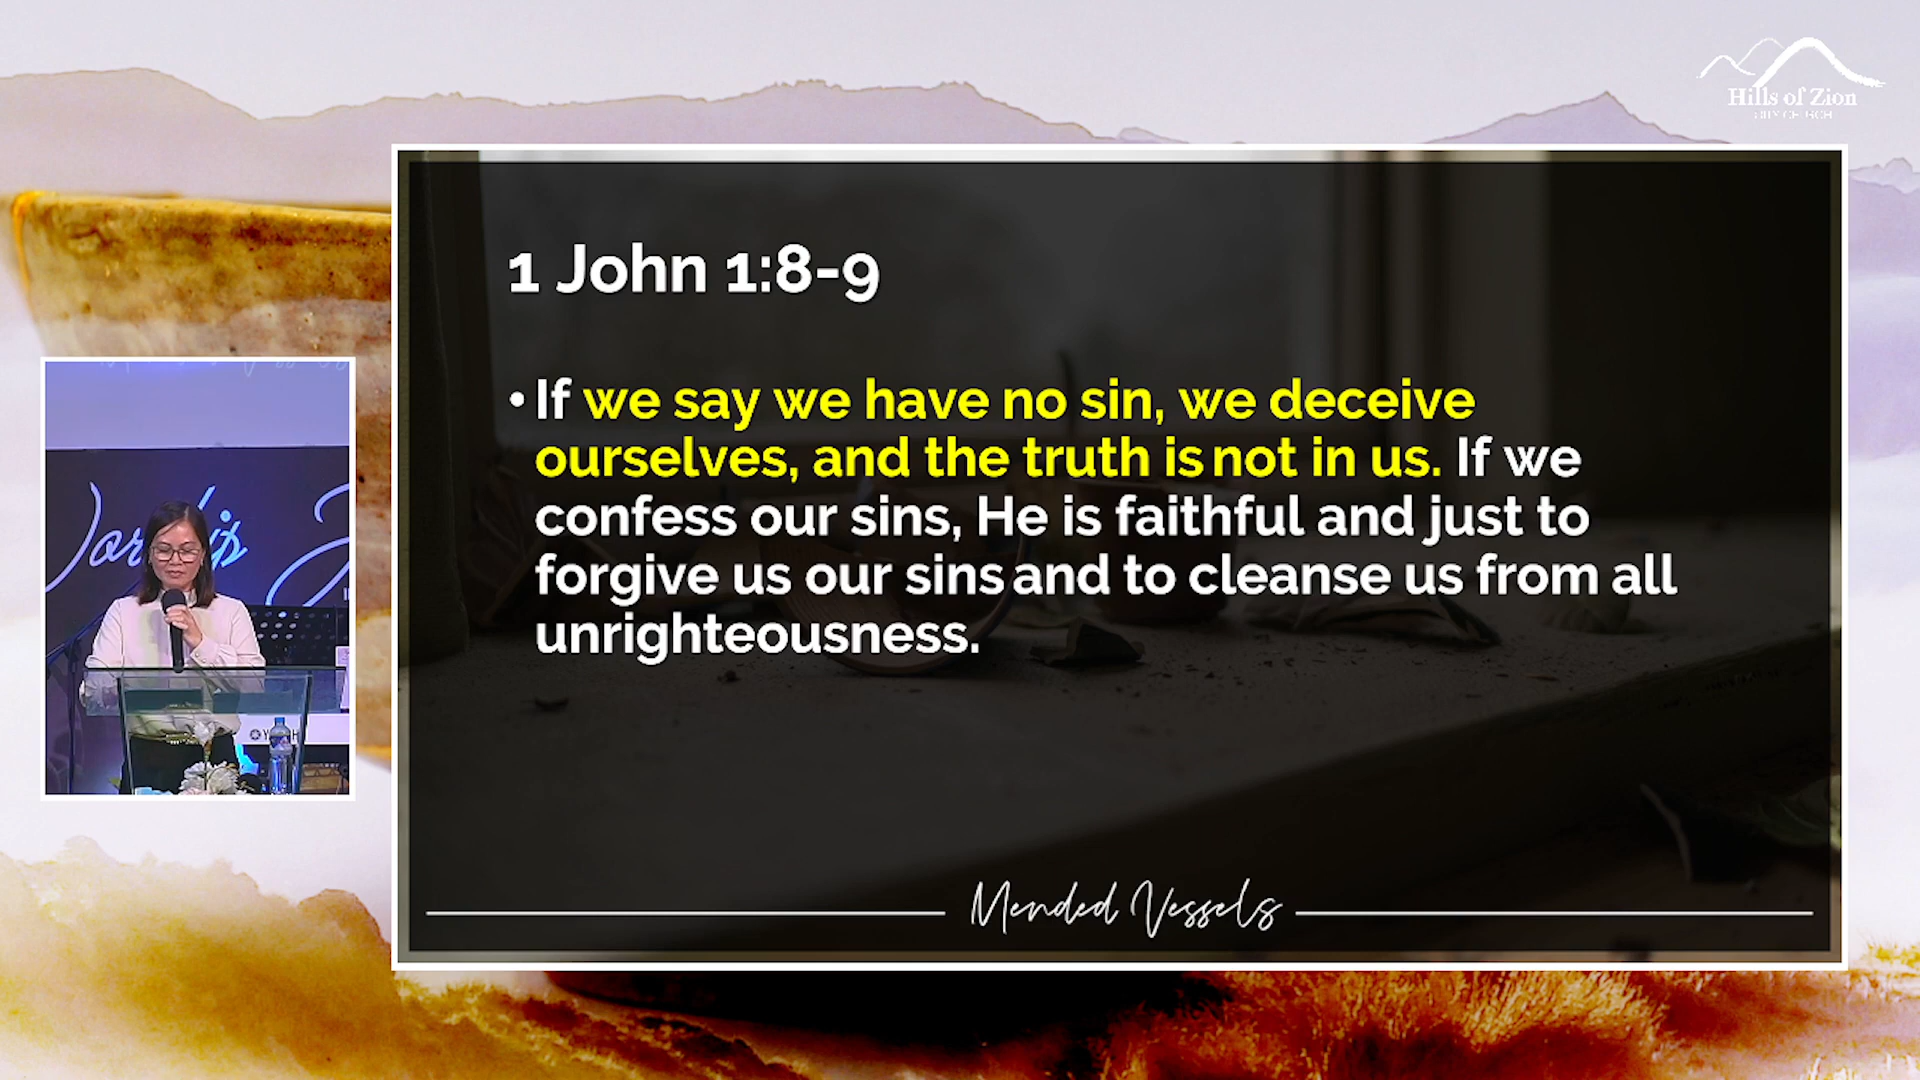 Hills of Zion
CITY CHURCH
1 John 1:8-9
• If we say we have no sin, we deceive
ourselves, and the truth is not in us. If we
confess our sins, He is faithful and just to
forgive us our sins and to cleanse us from all
unrighteousness.
Mended Vessels